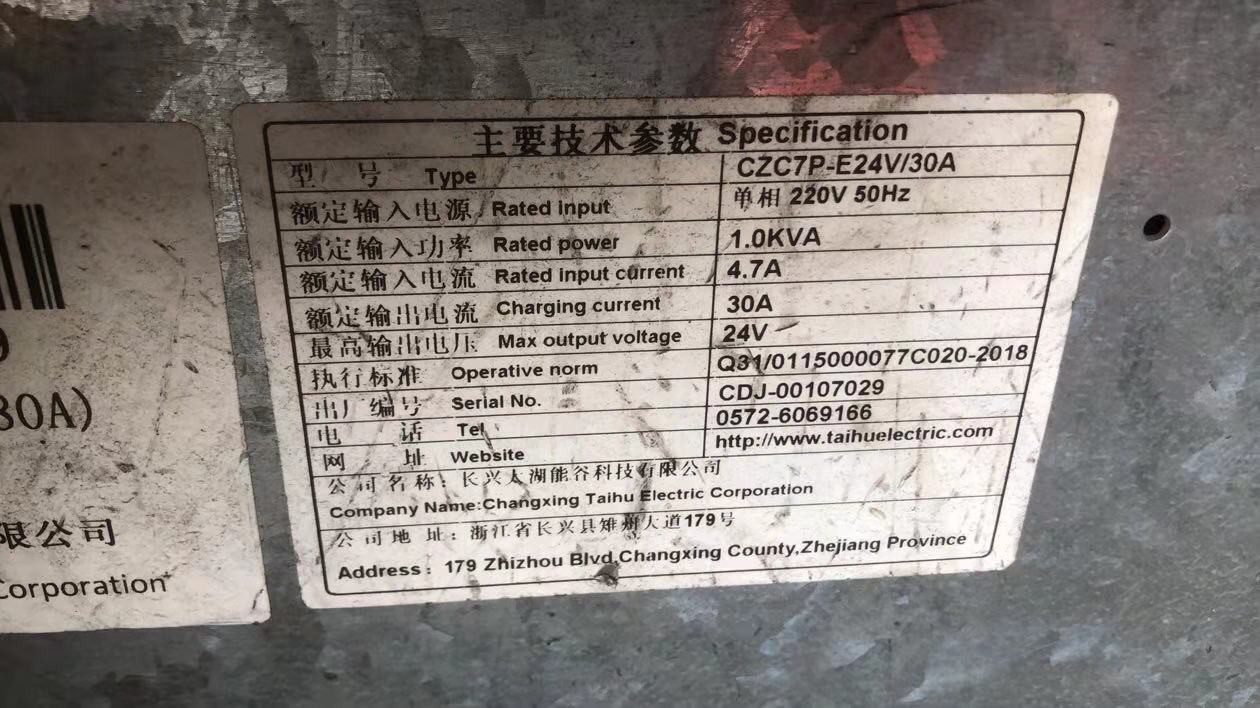 主要技术参数 Specification
型 号 Type CZC7P-E24V/30A
额定输入电源 Rated input 单相 220V 50Hz
额定输入功率 Rated power 1.0KVA
额定输入电流 Rated input current 4.7A
额定输出电流 Charging current 30A
最高输出电压 Max output voltage 24V
执行标准 Operative norm Q31/0115000077C020-2018
出厂编号 Serial No. CDJ-00107029
电 话 Tel 0572-6069166
网 址 Website http://www.taihuelectric.com
公司名称：长兴太湖能谷科技有限公司
Company Name:Changxing Taihu Electric Corporation
公司地 址：浙江省长兴县雉州大道179号
Address：179 Zhizhou Blvd,Changxing County,Zhejiang Province
9
30A)
限公司
Corporation